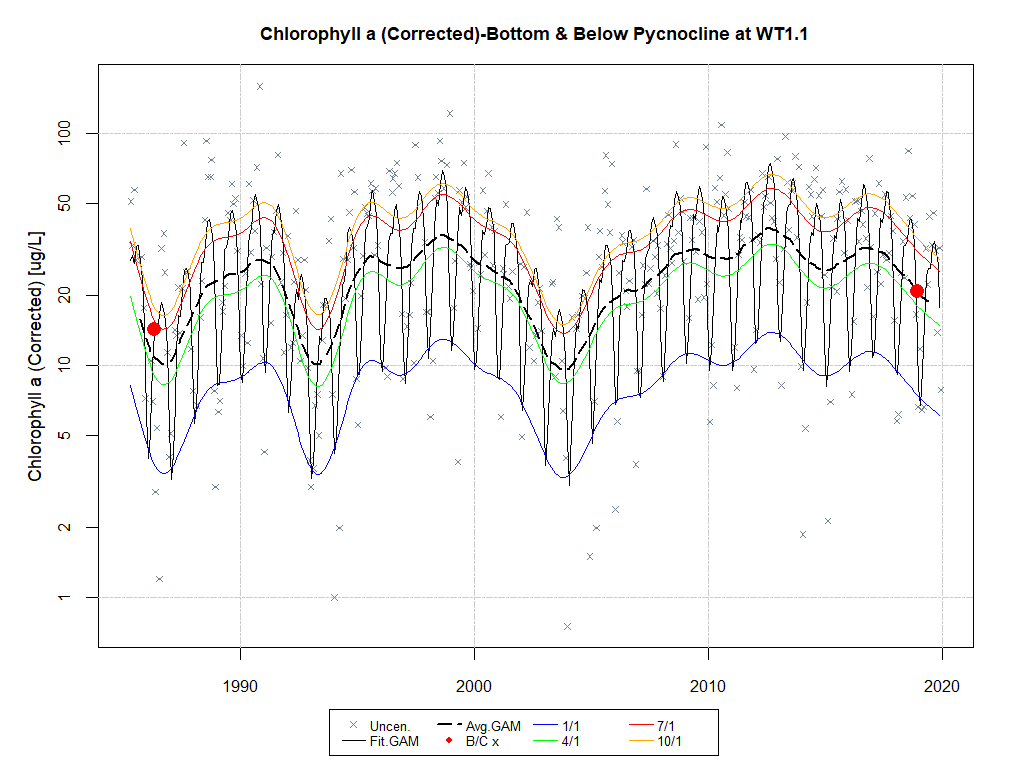 Chlorophyll a (Corrected)-Bottom & Below Pycnocline at WT1.1
Chlorophyll a (Corrected) [ug/L]
100
50
20
10
5
2
1
1990 2000 2010 2020
Uncen. Avg.GAM 1/1 7/1
Fit.GAM B/C x 4/1 10/1